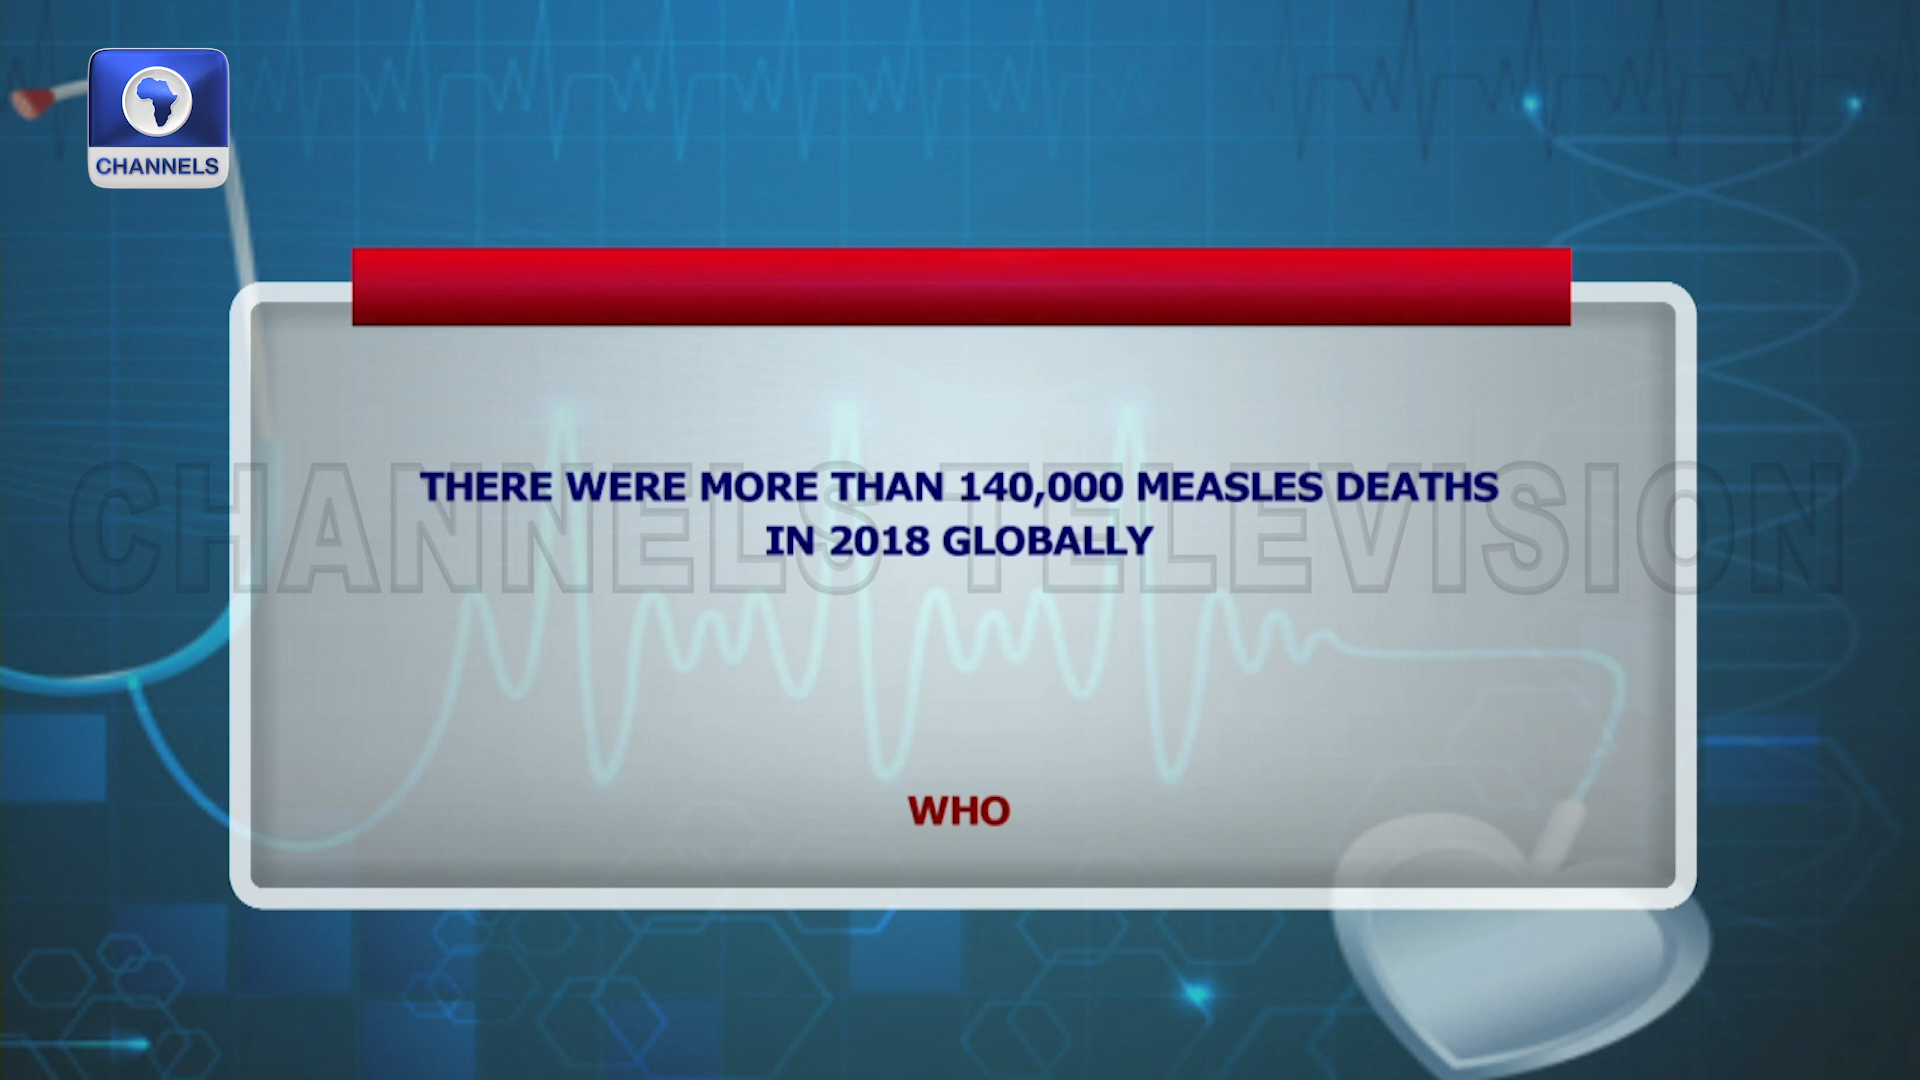 CHANNELS
THERE WERE MORE THAN 140,000 MEASLES DEATHS
IN 2018 GLOBALLY
CHANNELS TELEVISION
WHO